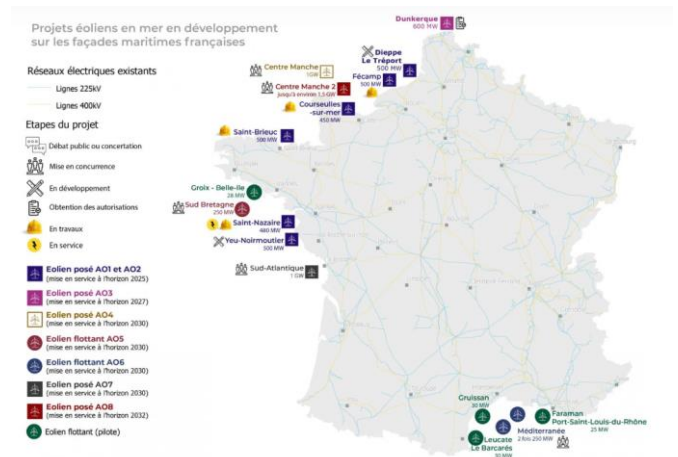 Projets éoliens en mer en développement
sur les façades maritimes françaises
Réseaux électriques existants
Lignes 225kV
Lignes 400kV
Etapes du projet
Débat public ou concertation
Mise en concurrence
En développement
Obtention des autorisations
En travaux
En service
Eolien posé AO1 et AO2
(mise en service à l'horizon 2025)
Eolien posé AO3
(mise en service à l'horizon 2027)
Eolien posé AO4
(mise en service à l'horizon 2030)
Eolien flottant AO5
(mise en service à l'horizon 2030)
Eolien flottant AO6
(mise en service à l'horizon 2030)
Eolien posé AO7
(mise en service à l'horizon 2030)
Eolien posé AO8
(mise en service à l'horizon 2032)
Eolien flottant (pilote)
Dunkerque
600 MW
Dieppe
Le Tréport
500 MW
Fécamp
500 MW
Centre Manche
1GW
Centre Manche 2
jusqu'à environ 1,5 GW
Courseulles
-sur-mer
450 MW
Saint-Brieuc
500 MW
Groix - Belle-Ile
28 MW
Sud Bretagne
250 MW
Saint-Nazaire
480 MW
Yeu-Noirmoutier
500 MW
Sud-Atlantique
1 GW
Gruissan
30 MW
Faraman
Port-Saint-Louis-du-Rhône
25 MW
Méditerranée
2 fois 250 MW
Leucate
Le Barcarès
30 MW